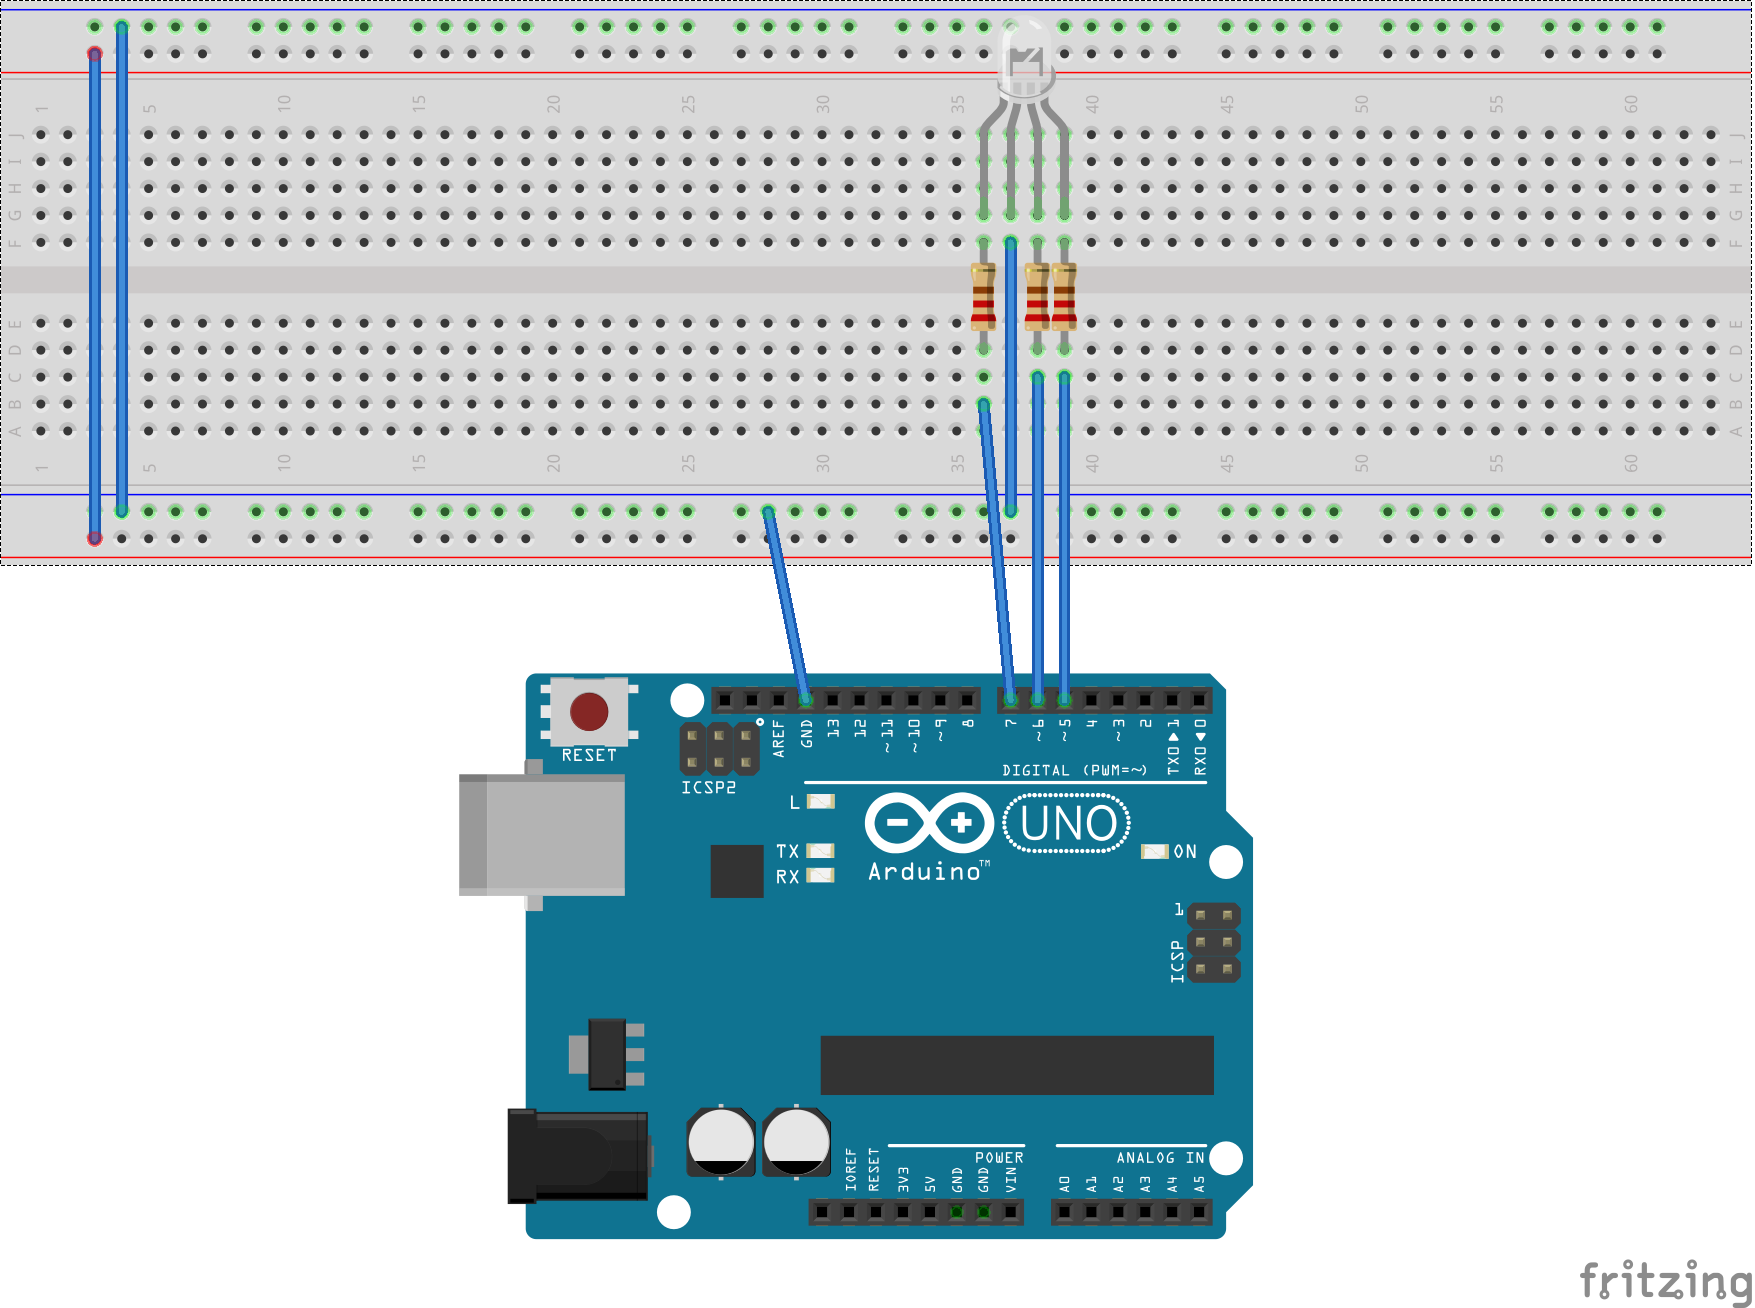 1 5 10 15 20 25 30 35 40 45 50 55 60
J J
I I
H H
G G
F F
E E
D D
C C
B B
A A
1 5 10 15 20 25 30 35 40 45 50 55 60
RESET
AREF GND 13 12 ~11 ~10 ~9 8 7 ~6 ~5 4 ~3 2 TX0▶1 RX0◀0
DIGITAL (PWM=~)
ICSP2
L
UNO
TX
RX
Arduino™
ON
1
ICSP
POWER
ANALOG IN
IOREF RESET 3V3 5V GND GND VIN A0 A1 A2 A3 A4 A5
fritzing